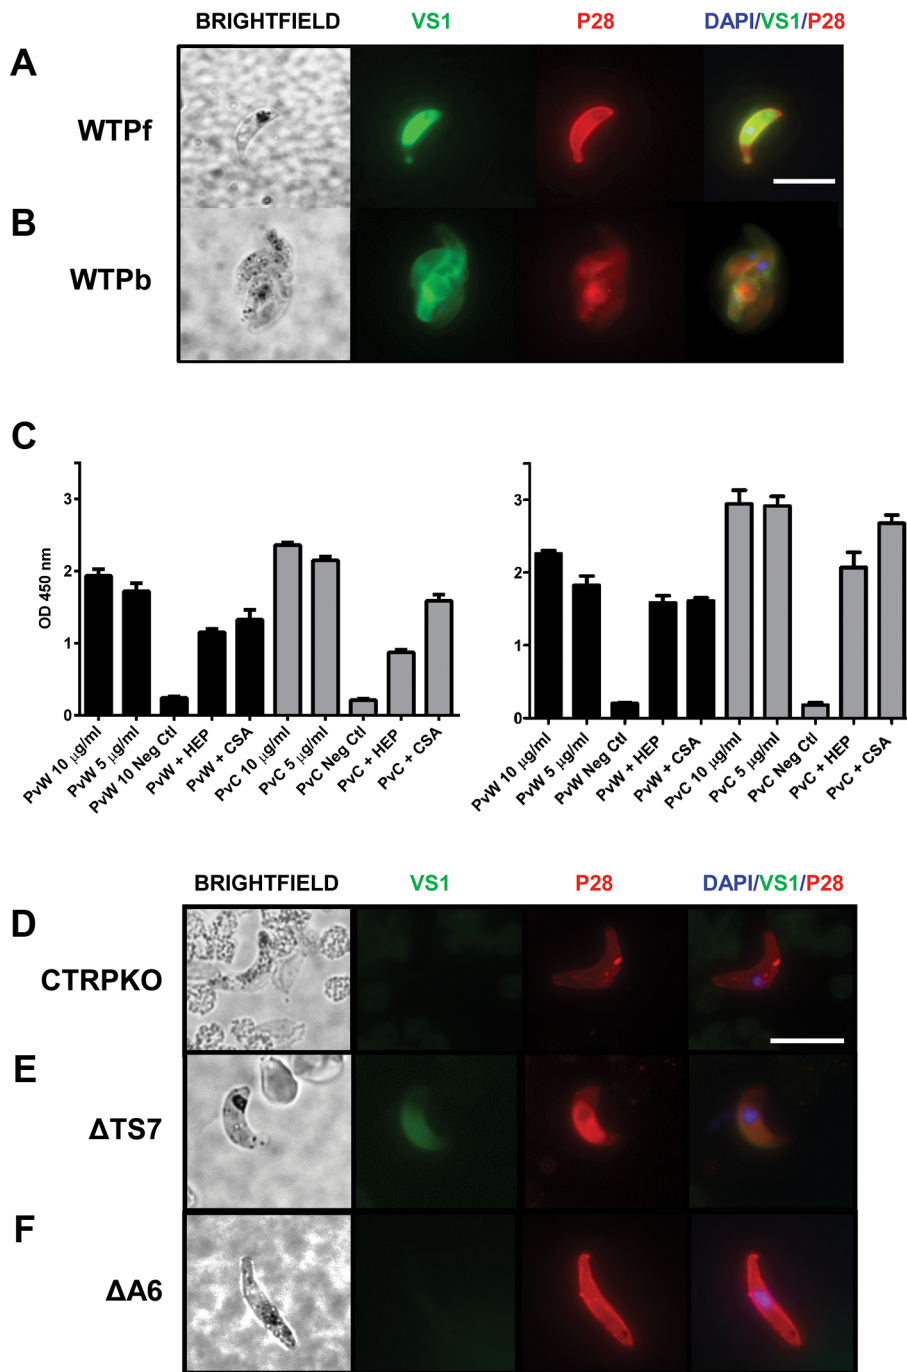 BRIGHTFIELD VS1 P28 DAPI/VS1/P28
A
WTPf
B
WTPb
C
OD 450 nm
3
2
1
0
PvW 10 μg/ml
PvW 5 μg/ml
PvW 10 Neg Ctl
PvW + HEP
PvW + CSA
PvC 10 μg/ml
PvC 5 μg/ml
PvC Neg Ctl
PvC + HEP
PvC + CSA
3
2
1
0
PvW 10 μg/ml
PvW 5 μg/ml
PvW Neg Ctl
PvW + HEP
PvW + CSA
PvC 10 μg/ml
PvC 5 μg/ml
PvC Neg Ctl
PvC + HEP
PvC + CSA
BRIGHTFIELD VS1 P28 DAPI/VS1/P28
D
CTRPKO
E
ΔTS7
F
ΔA6